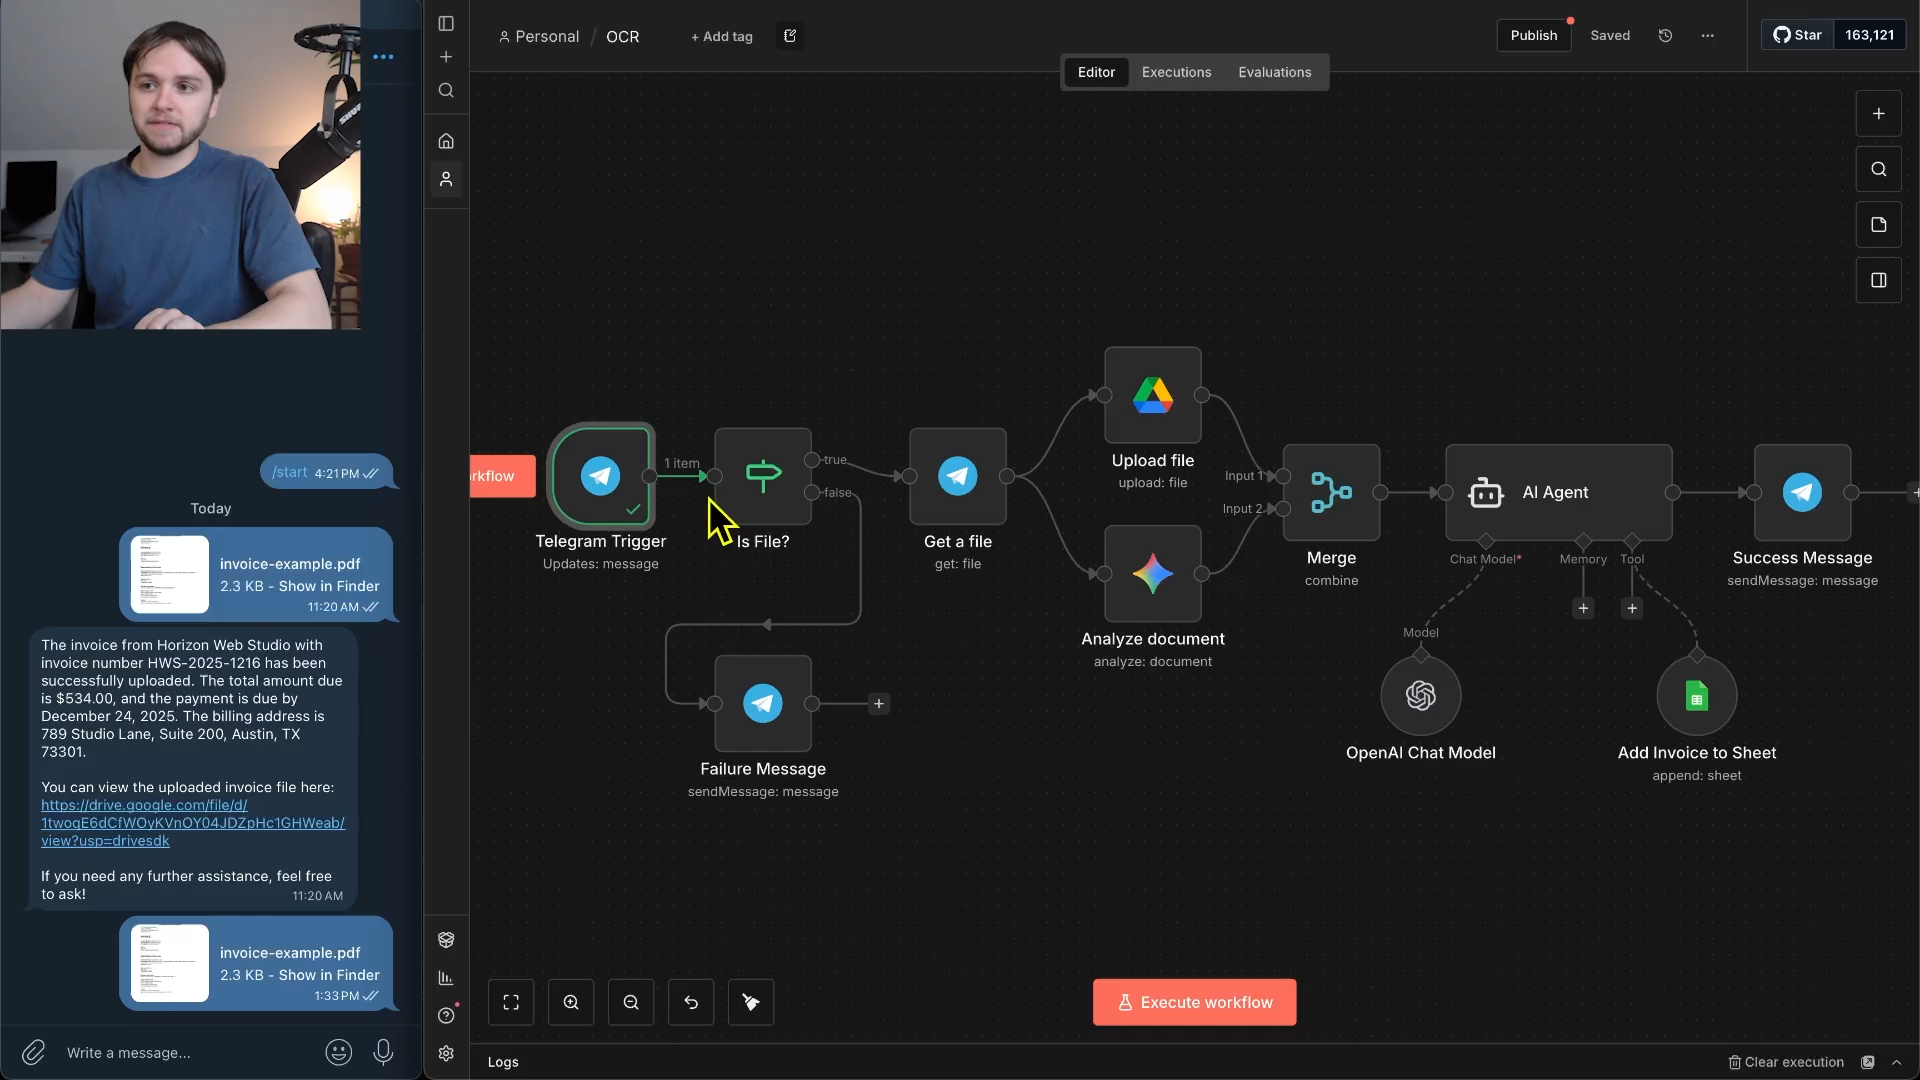 /start 4:21 PM
Today
invoice-example.pdf
2.3 KB - Show in Finder
11:20 AM
The invoice from Horizon Web Studio with
invoice number HWS-2025-1216 has been
successfully uploaded. The total amount due
is $534.00, and the payment is due by
December 24, 2025. The billing address is
789 Studio Lane, Suite 200, Austin, TX
73301.
You can view the uploaded invoice file here:
https://drive.google.com/file/d/
1twoqE6dCfWOyKVnOY04JDZpHc1GHWeab/
view?usp=drivesdk
If you need any further assistance, feel free
to ask!
11:20 AM
invoice-example.pdf
2.3 KB - Show in Finder
1:33 PM
Write a message...
Personal / OCR
+ Add tag
Publish
Saved
Star 163,121
Editor Executions Evaluations
rkflow
Telegram Trigger
Updates: message
1 item
Is File?
true
false
Get a file
get: file
Failure Message
sendMessage: message
Upload file
upload: file
Analyze document
analyze: document
Input 1
Input 2
Merge
combine
AI Agent
Chat Model*
Memory
Tool
Model
OpenAI Chat Model
Add Invoice to Sheet
append: sheet
Success Message
sendMessage: message
Execute workflow
Logs
Clear execution